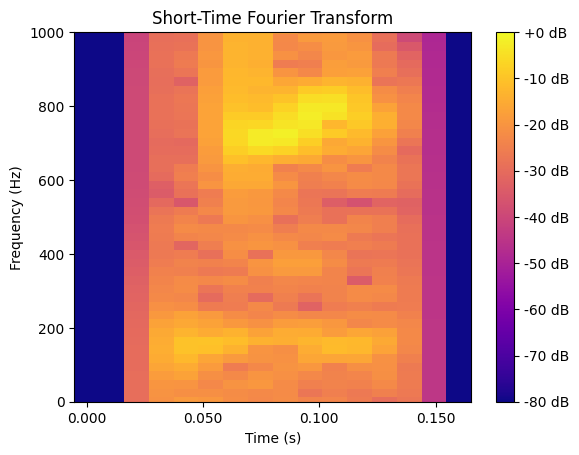 Short-Time Fourier Transform
1000
800
600
400
200
0
Frequency (Hz)
0.000
0.050
0.100
0.150
Time (s)
+0 dB
-10 dB
-20 dB
-30 dB
-40 dB
-50 dB
-60 dB
-70 dB
-80 dB